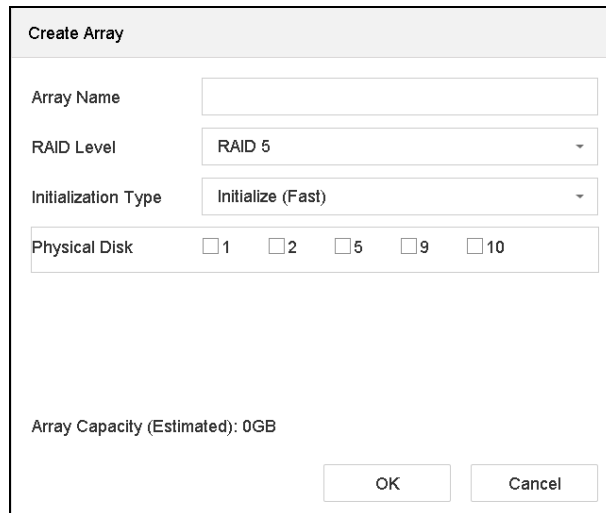 Create Array
Array Name
RAID Level RAID 5
Initialization Type Initialize (Fast)
Physical Disk 1 2 5 9 10
Array Capacity (Estimated): 0GB
OK Cancel